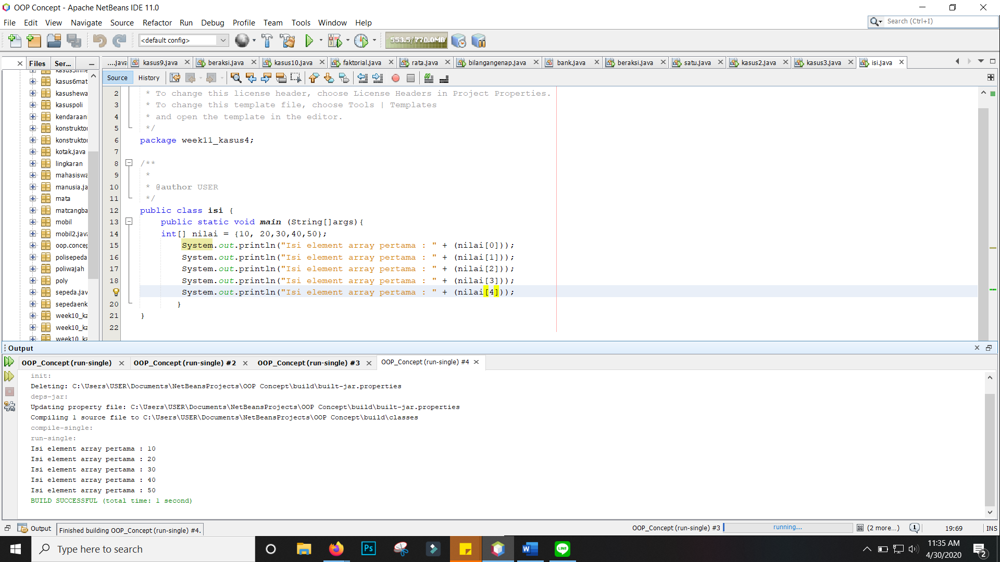 OOP Concept - Apache NetBeans IDE 11.0
File Edit View Navigate Source Refactor Run Debug Profile Team Tools Window Help
Search (Ctrl+I)
<default config>
553.5/770.0MB
Files Ser...
....java kasus9.java beraksi.java kasus10.java faktorial.java rata.java bilangangenap.java bank.java beraksi.java satu.java kasus2.java kasus3.java isi.java
Source History
kasus6mat
kasushewa
kasuspoli
kendaraan
konstruktor
konstruktor
kotak.java
lingkaran
mahasiswa
manusia.ja
mata
matcangba
mobil
mobil2.java
oop.concep
polisepeda
poliwajah
poly
sepeda.jav
sepedaenk
week10_ka
week10_ka
week10_ka
2 * To change this license header, choose License Headers in Project Properties.
3 * To change this template file, choose Tools | Templates
4 * and open the template in the editor.
5 */
6 package week11_kasus4;
7
8 /**
9 *
10 * @author USER
11 */
12 public class isi {
13 public static void main (String[]args){
14 int[] nilai = {10, 20,30,40,50};
15 System.out.println("Isi element array pertama : " + (nilai[0]));
16 System.out.println("Isi element array pertama : " + (nilai[1]));
17 System.out.println("Isi element array pertama : " + (nilai[2]));
18 System.out.println("Isi element array pertama : " + (nilai[3]));
System.out.println("Isi element array pertama : " + (nilai[4]));
20 }
21 }
22
Output
OOP_Concept (run-single) OOP_Concept (run-single) #2 OOP_Concept (run-single) #3 OOP_Concept (run-single) #4
init:
Deleting: C:\Users\USER\Documents\NetBeansProjects\OOP Concept\build\built-jar.properties
deps-jar:
Updating property file: C:\Users\USER\Documents\NetBeansProjects\OOP Concept\build\built-jar.properties
Compiling 1 source file to C:\Users\USER\Documents\NetBeansProjects\OOP Concept\build\classes
compile-single:
run-single:
Isi element array pertama : 10
Isi element array pertama : 20
Isi element array pertama : 30
Isi element array pertama : 40
Isi element array pertama : 50
BUILD SUCCESSFUL (total time: 1 second)
Output Finished building OOP_Concept (run-single) #4. OOP_Concept (run-single) #3 running... (2 more...) 1 19:69 INS
Type here to search
Ps
W
LINE
11:35 AM
4/30/2020
2